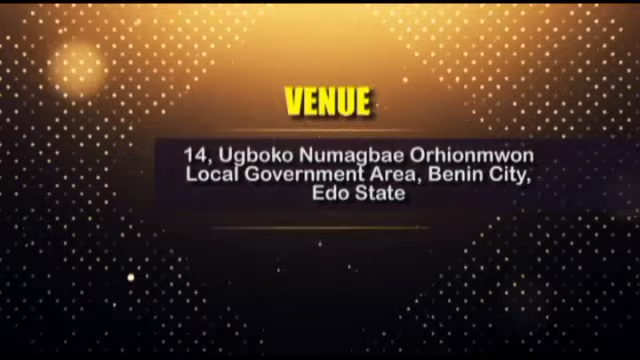 VENUE
14, Ugboko Numagbae Orhionmwon
Local Government Area, Benin City,
Edo State